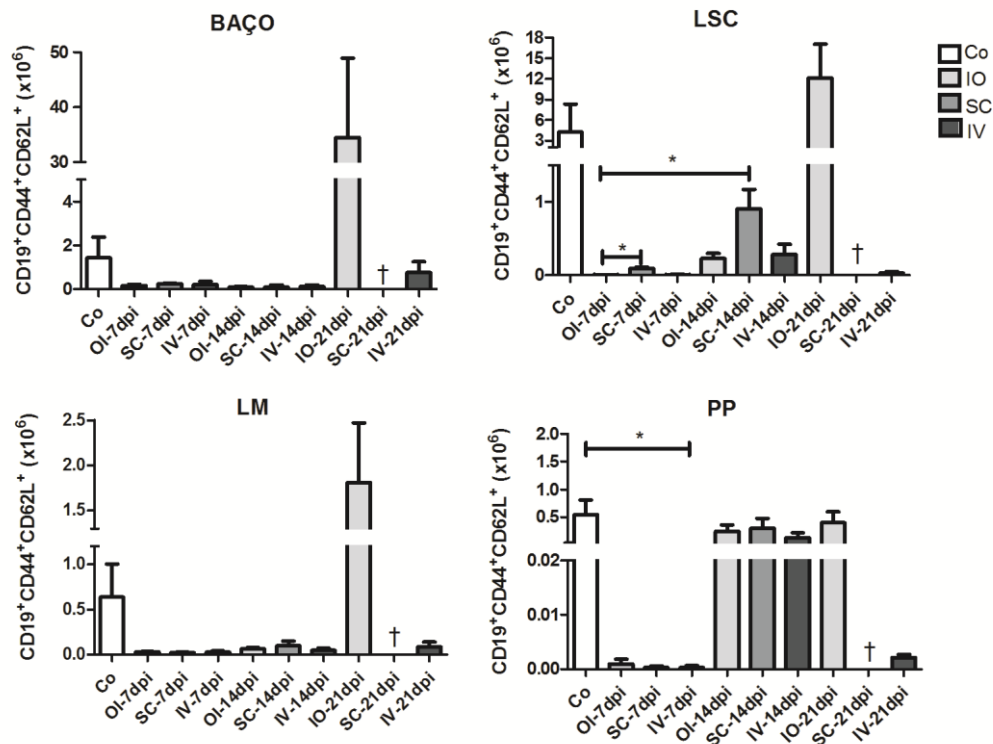 BAÇO
CD19⁺CD44⁺CD62L⁺ (x10⁶)
50
40
30
4
2
0
†
Co
OI-7dpi
SC-7dpi
IV-7dpi
OI-14dpi
SC-14dpi
IV-14dpi
IO-21dpi
SC-21dpi
IV-21dpi
LSC
CD19⁺CD44⁺CD62L⁺ (x10⁶)
18
15
12
9
6
3
1
0
*
*
†
Co
OI-7dpi
SC-7dpi
IV-7dpi
OI-14dpi
SC-14dpi
IV-14dpi
IO-21dpi
SC-21dpi
IV-21dpi
Co
IO
SC
IV
LM
CD19⁺CD44⁺CD62L⁺ (x10⁶)
2.5
2.0
1.5
1.0
0.5
0.0
†
Co
OI-7dpi
SC-7dpi
IV-7dpi
OI-14dpi
SC-14dpi
IV-14dpi
IO-21dpi
SC-21dpi
IV-21dpi
PP
CD19⁺CD44⁺CD62L⁺ (x10⁶)
2.0
1.5
1.0
0.5
0.02
0.01
0.00
*
†
Co
OI-7dpi
SC-7dpi
IV-7dpi
OI-14dpi
SC-14dpi
IV-14dpi
IO-21dpi
SC-21dpi
IV-21dpi